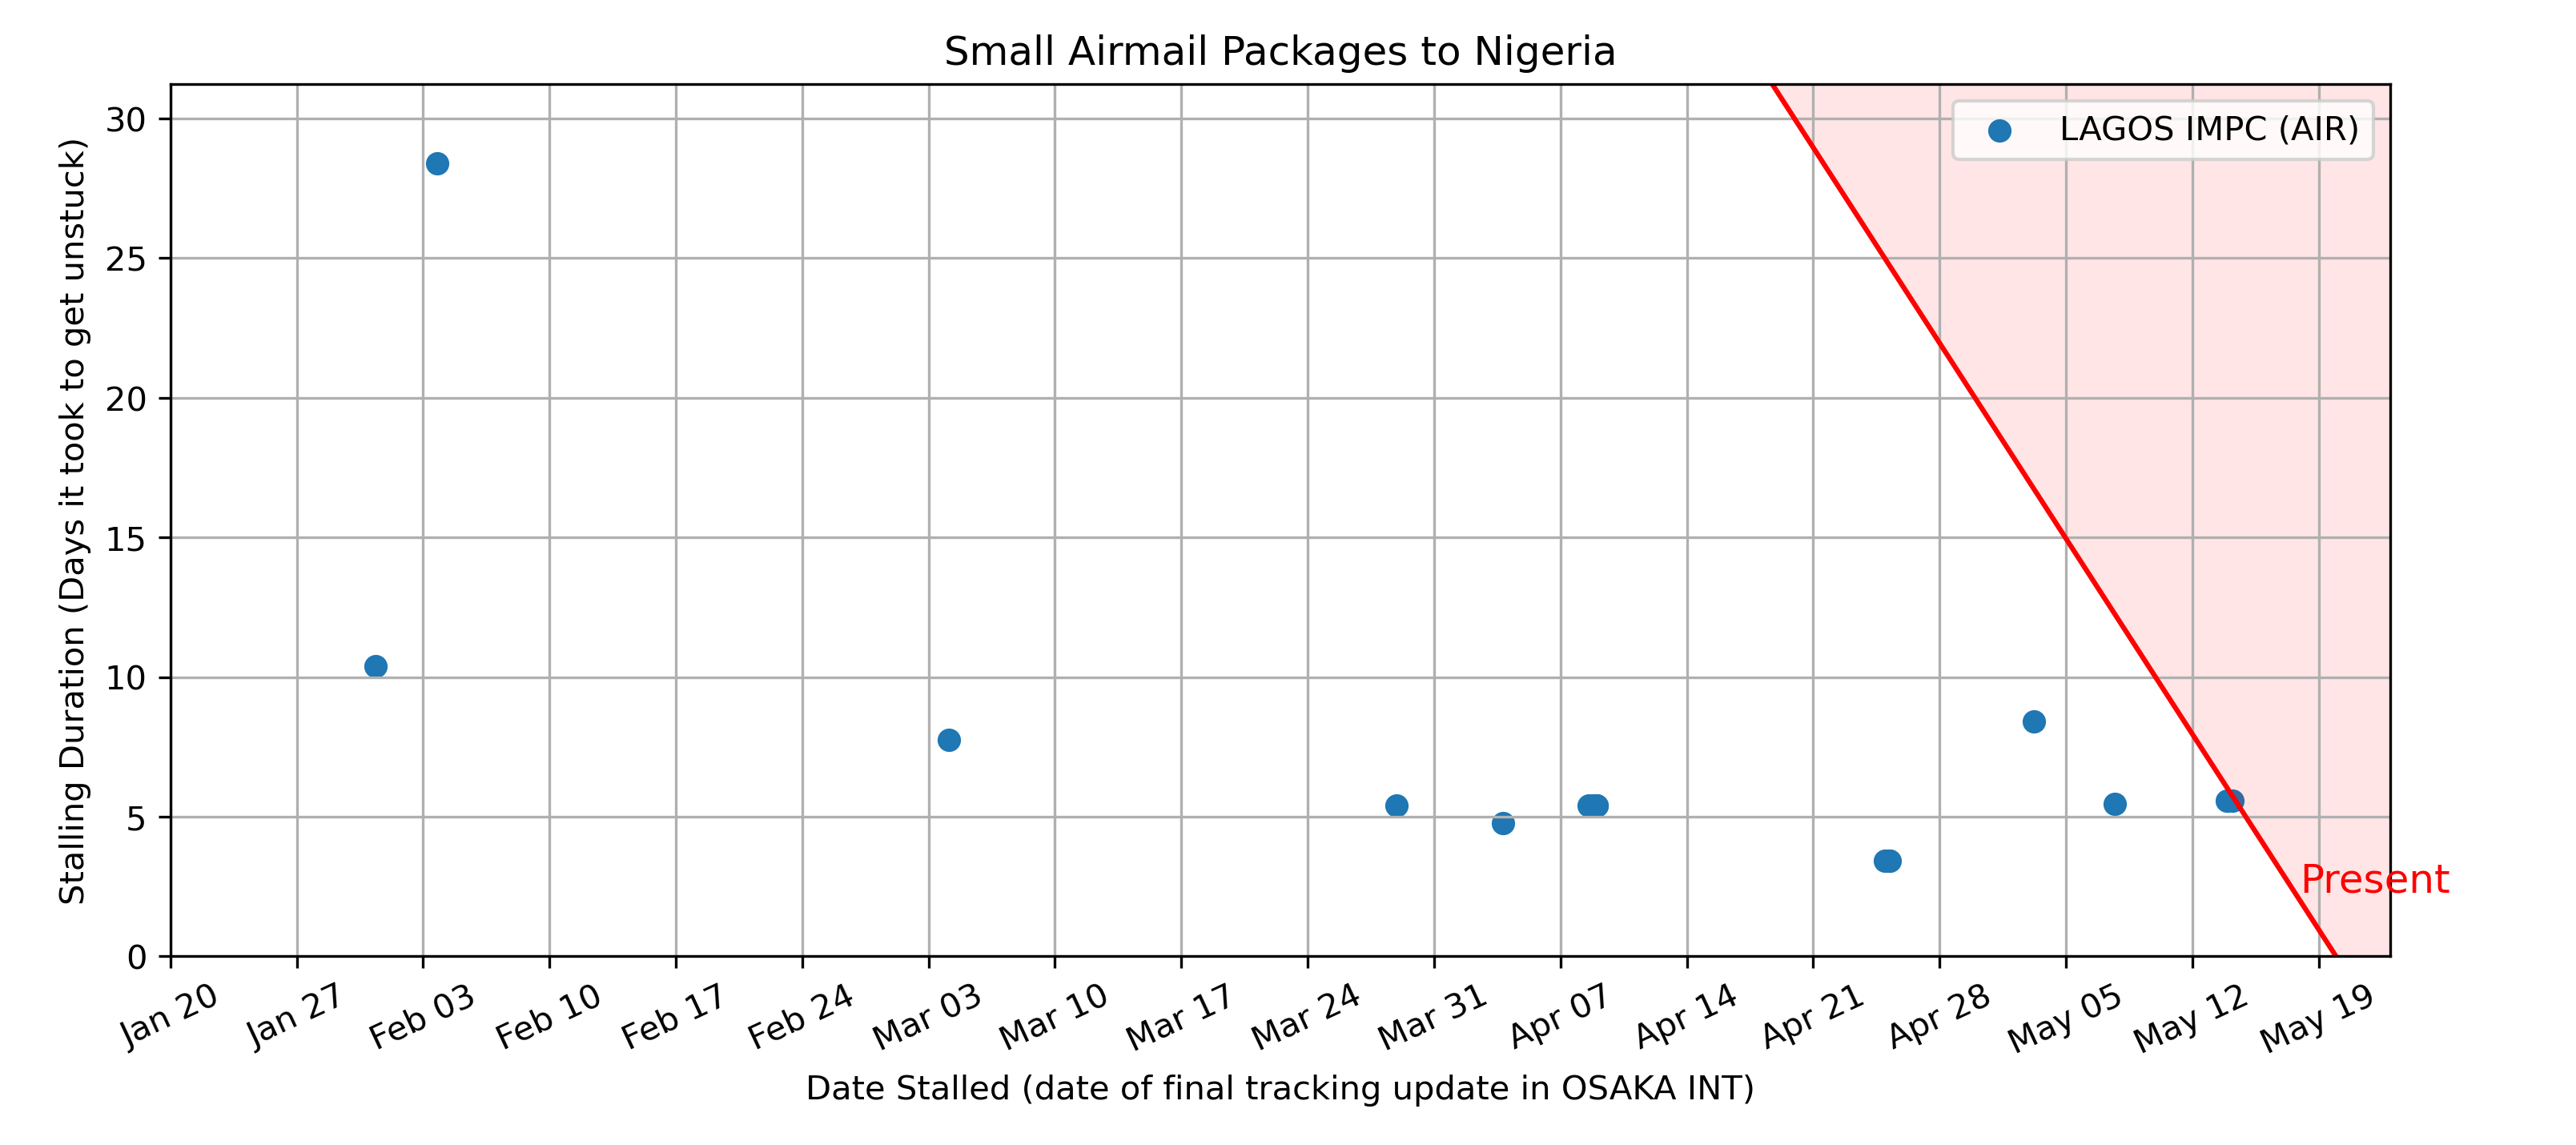 Small Airmail Packages to Nigeria
LAGOS IMPC (AIR)
Stalling Duration (Days it took to get unstuck)
30
25
20
15
10
5
0
Present
Jan 20
Jan 27
Feb 03
Feb 10
Feb 17
Feb 24
Mar 03
Mar 10
Mar 17
Mar 24
Mar 31
Apr 07
Apr 14
Apr 21
Apr 28
May 05
May 12
May 19
Date Stalled (date of final tracking update in OSAKA INT)